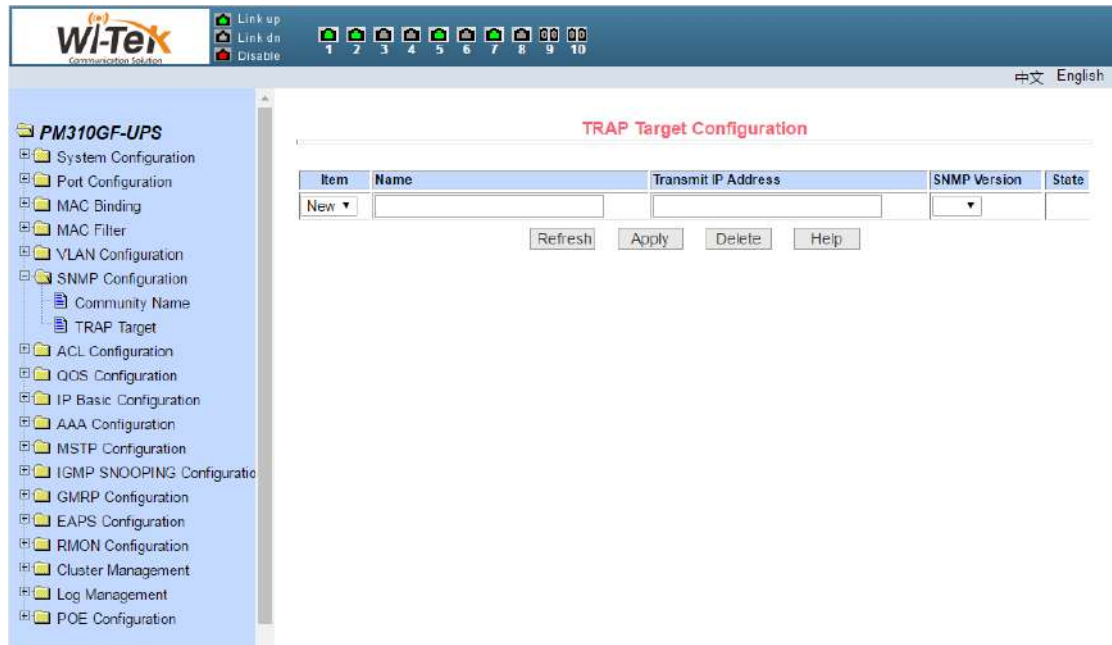 Wi-Tek
Communication Solution
Link up
Link dn
Disable
1 2 3 4 5 6 7 8 9 10
中文 English
PM310GF-UPS
System Configuration
Port Configuration
MAC Binding
MAC Filter
VLAN Configuration
SNMP Configuration
Community Name
TRAP Target
ACL Configuration
QOS Configuration
IP Basic Configuration
AAA Configuration
MSTP Configuration
IGMP SNOOPING Configuratio
GMRP Configuration
EAPS Configuration
RMON Configuration
Cluster Management
Log Management
POE Configuration
TRAP Target Configuration
Item Name Transmit IP Address SNMP Version State
New
Refresh Apply Delete Help